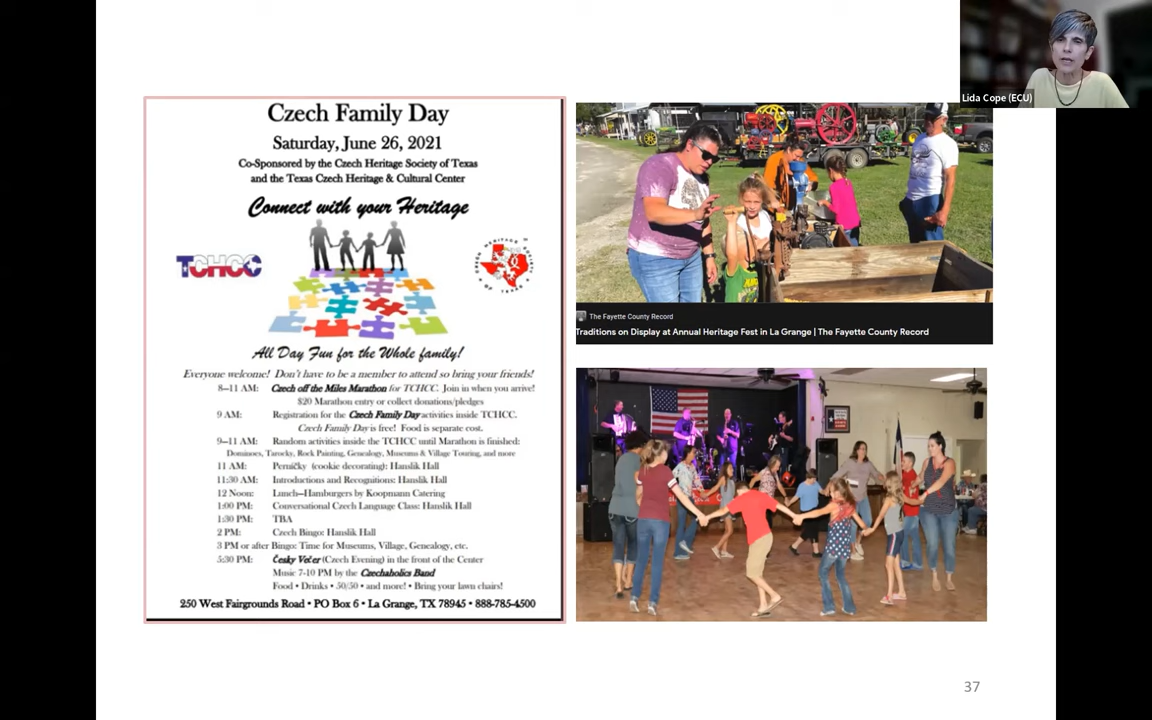 Lida Cope (ECU)
Czech Family Day
Saturday, June 26, 2021
Co-Sponsored by the Czech Heritage Society of Texas
and the Texas Czech Heritage & Cultural Center
Connect with your Heritage
TCHCC
All Day Fun for the Whole family!
Everyone welcome! Don't have to be a member to attend so bring your friends!
8–11 AM: Czech off the Miles Marathon for TCHCC. Join in when you arrive!
$20 Marathon entry or collect donations/pledges
9 AM: Registration for the Czech Family Day activities inside TCHCC.
Czech Family Day is free! Food is separate cost.
9–11 AM: Random activities inside the TCHCC until Marathon is finished:
Dominoes, Tarocky, Rock Painting, Genealogy, Museums & Village Touring, and more
11 AM: Perničky (cookie decorating): Hanslik Hall
11:30 AM: Introductions and Recognitions: Hanslik Hall
12 Noon: Lunch—Hamburgers by Koopmann Catering
1:00 PM: Conversational Czech Language Class: Hanslik Hall
1:30 PM: TBA
2 PM: Czech Bingo: Hanslik Hall
3 PM or after Bingo: Time for Museums, Village, Genealogy, etc.
5:30 PM: Česky Večer (Czech Evening) in the front of the Center
Music 7-10 PM by the Czechaholics Band
Food • Drinks • 50/50 • and more! • Bring your lawn chairs!
250 West Fairgrounds Road • PO Box 6 • La Grange, TX 78945 • 888-785-4500
The Fayette County Record
Traditions on Display at Annual Heritage Fest in La Grange | The Fayette County Record
37